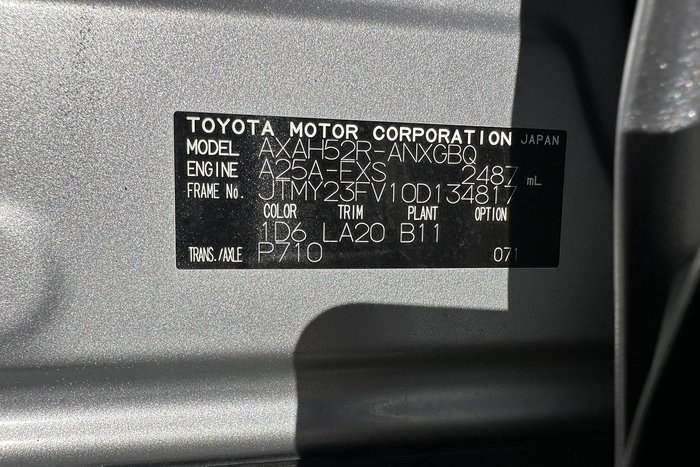 TOYOTA MOTOR CORPORATION JAPAN
MODEL AXAH52R-ANXGBQ
ENGINE A25A-FXS 2487 mL
FRAME No. JTMY23FV10D134817
COLOR TRIM PLANT OPTION
1D6 LA20 B11
TRANS./AXLE P710 071